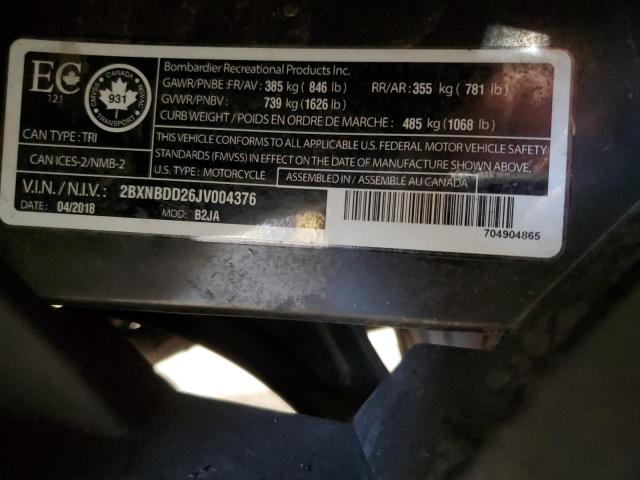 EC
121
CANADA
CMVSS
NSVAC
931
TRANSPORT
Bombardier Recreational Products Inc.
GAWR/PNBE:FR/AV: 385 kg ( 846 lb) RR/AR: 355 kg ( 781 lb)
GVWR/PNBV: 739 kg (1626 lb)
CURB WEIGHT / POIDS EN ORDRE DE MARCHE: 485 kg (1068 lb)
CAN TYPE: TRI
CAN ICES-2/NMB-2
THIS VEHICLE CONFORMS TO ALL APPLICABLE U.S. FEDERAL MOTOR VEHICLE SAFETY
STANDARDS (FMVSS) IN EFFECT ON THE DATE OF MANUFACTURE SHOWN ABOVE.
U.S. TYPE: MOTORCYCLE ASSEMBLED IN / ASSEMBLÉ AU CANADA
V.I.N. / N.I.V.: 2BXNBDD26JV004376
DATE: 04/2018 MOD: B2JA
704904865